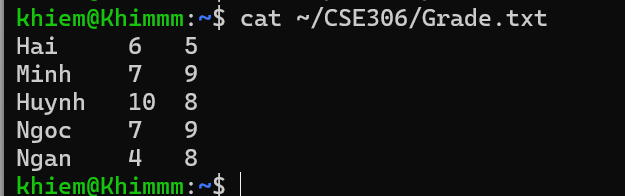 khiem@Khimmm:~$ cat ~/CSE306/Grade.txt
Hai     6   5
Minh    7   9
Huynh   10  8
Ngoc    7   9
Ngan    4   8
khiem@Khimmm:~$